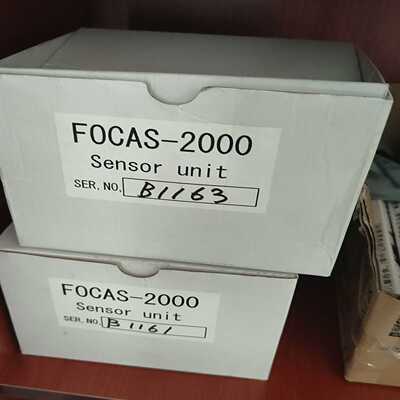 FOCAS-2000
Sensor unit
SER.NO. B1163
FOCAS-2000
Sensor unit
SER.NO. B1161